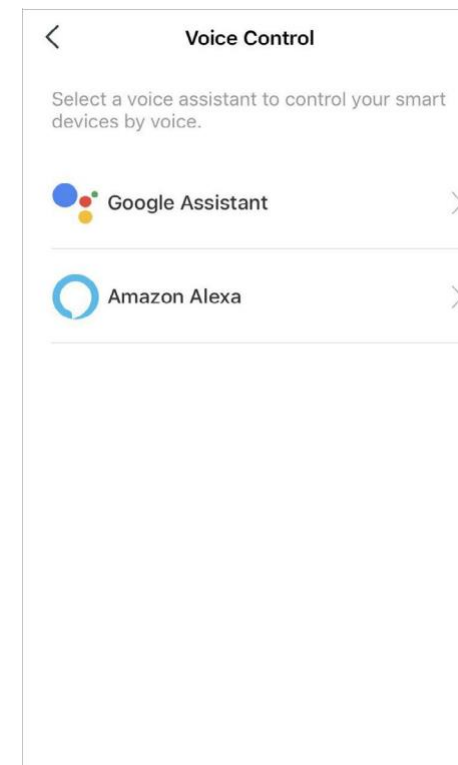 Voice Control
Select a voice assistant to control your smart
devices by voice.
Google Assistant
Amazon Alexa